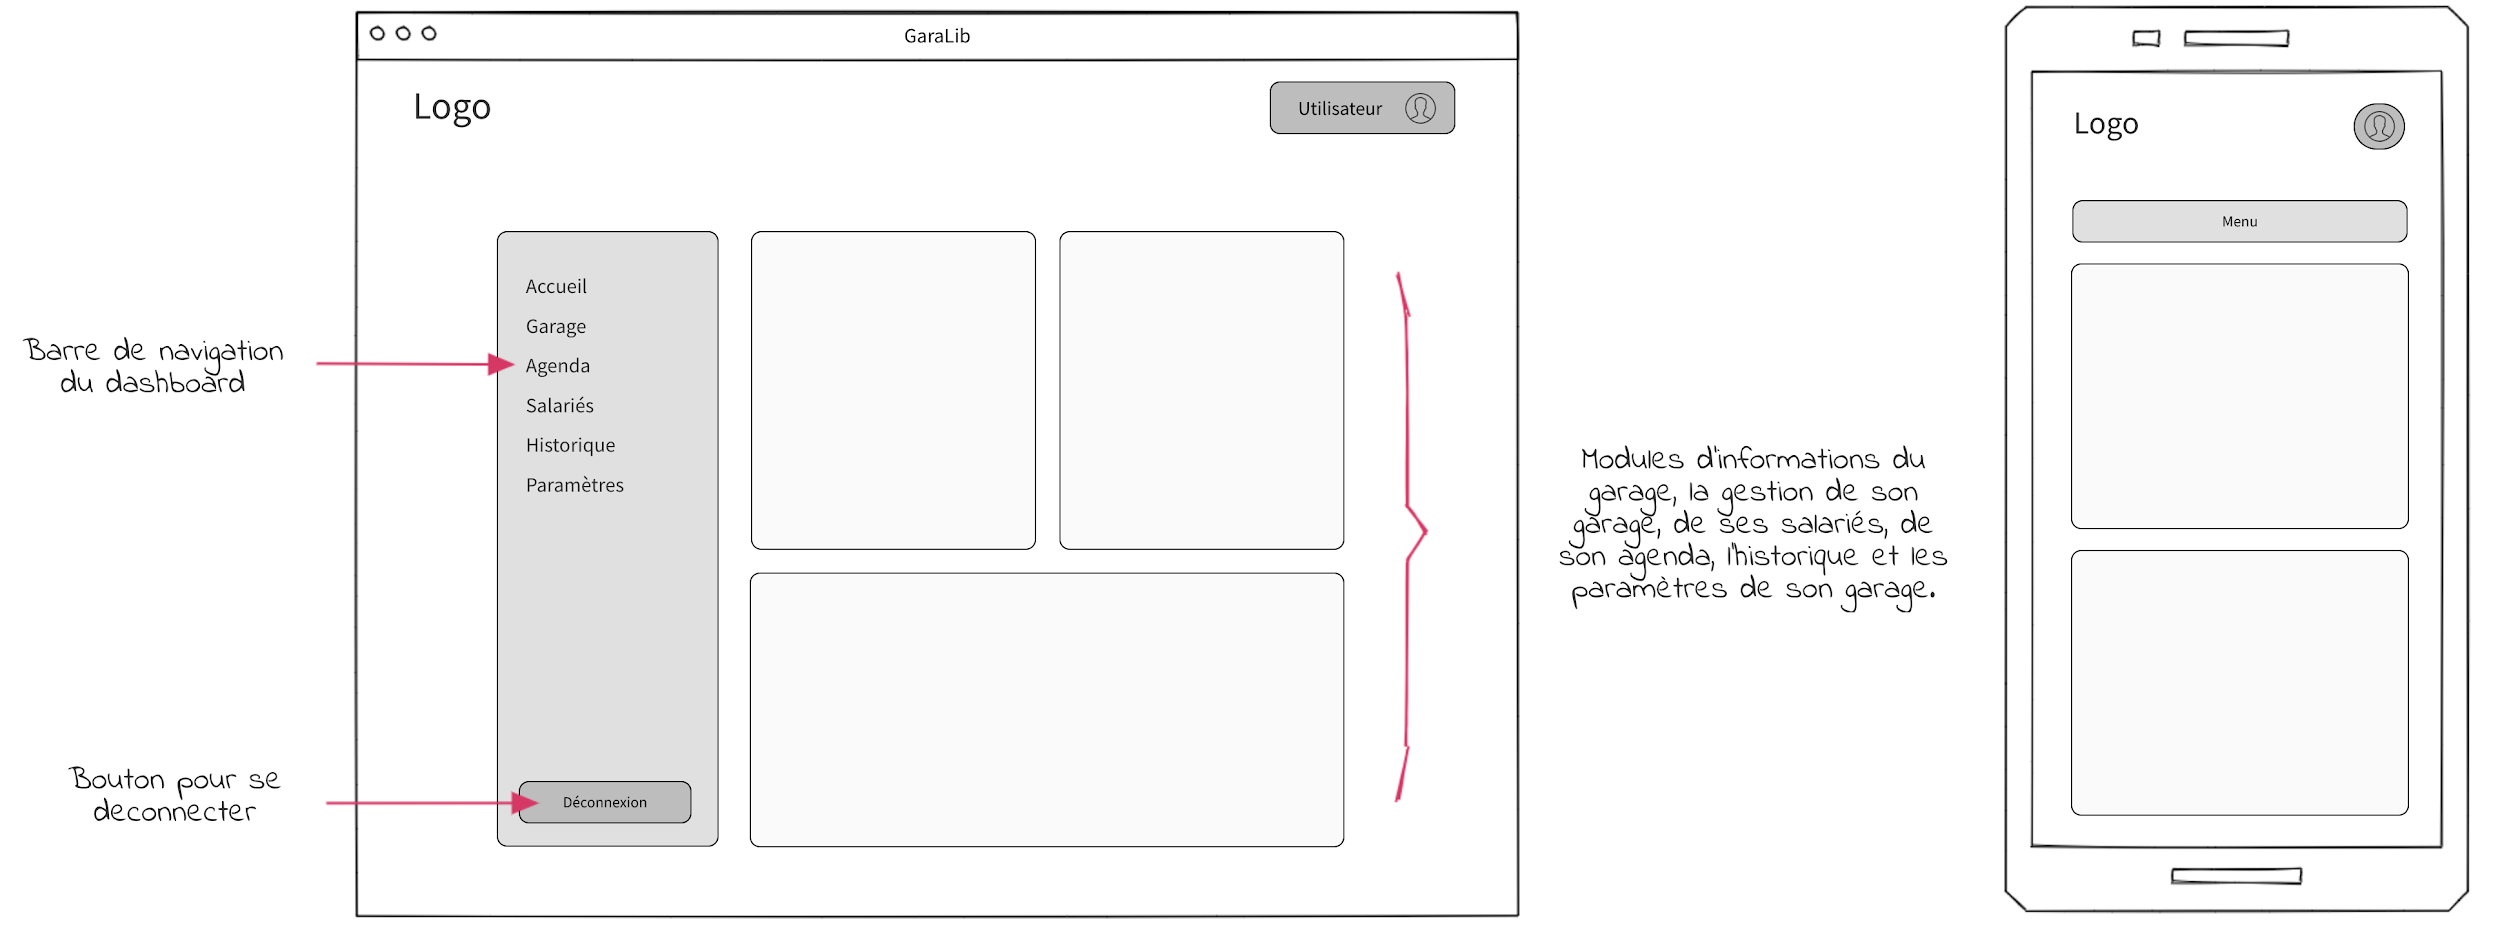 GaraLib
Logo
Utilisateur
Accueil
Garage
Agenda
Salariés
Historique
Paramètres
Déconnexion
Barre de navigation
du dashboard
Bouton pour se
deconnecter
Modules d'informations du
garage, la gestion de son
garage, de ses salariés, de
son agenda, l'historique et les
paramètres de son garage.
Logo
Menu